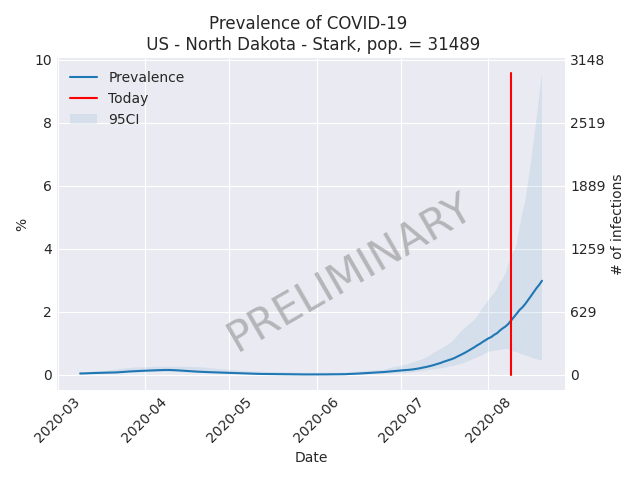 Prevalence of COVID-19
US - North Dakota - Stark, pop. = 31489
10
8
6
4
2
0
%
3148
2519
1889
1259
629
0
# of infections
Prevalence
Today
95CI
PRELIMINARY
2020-03
2020-04
2020-05
2020-06
2020-07
2020-08
Date